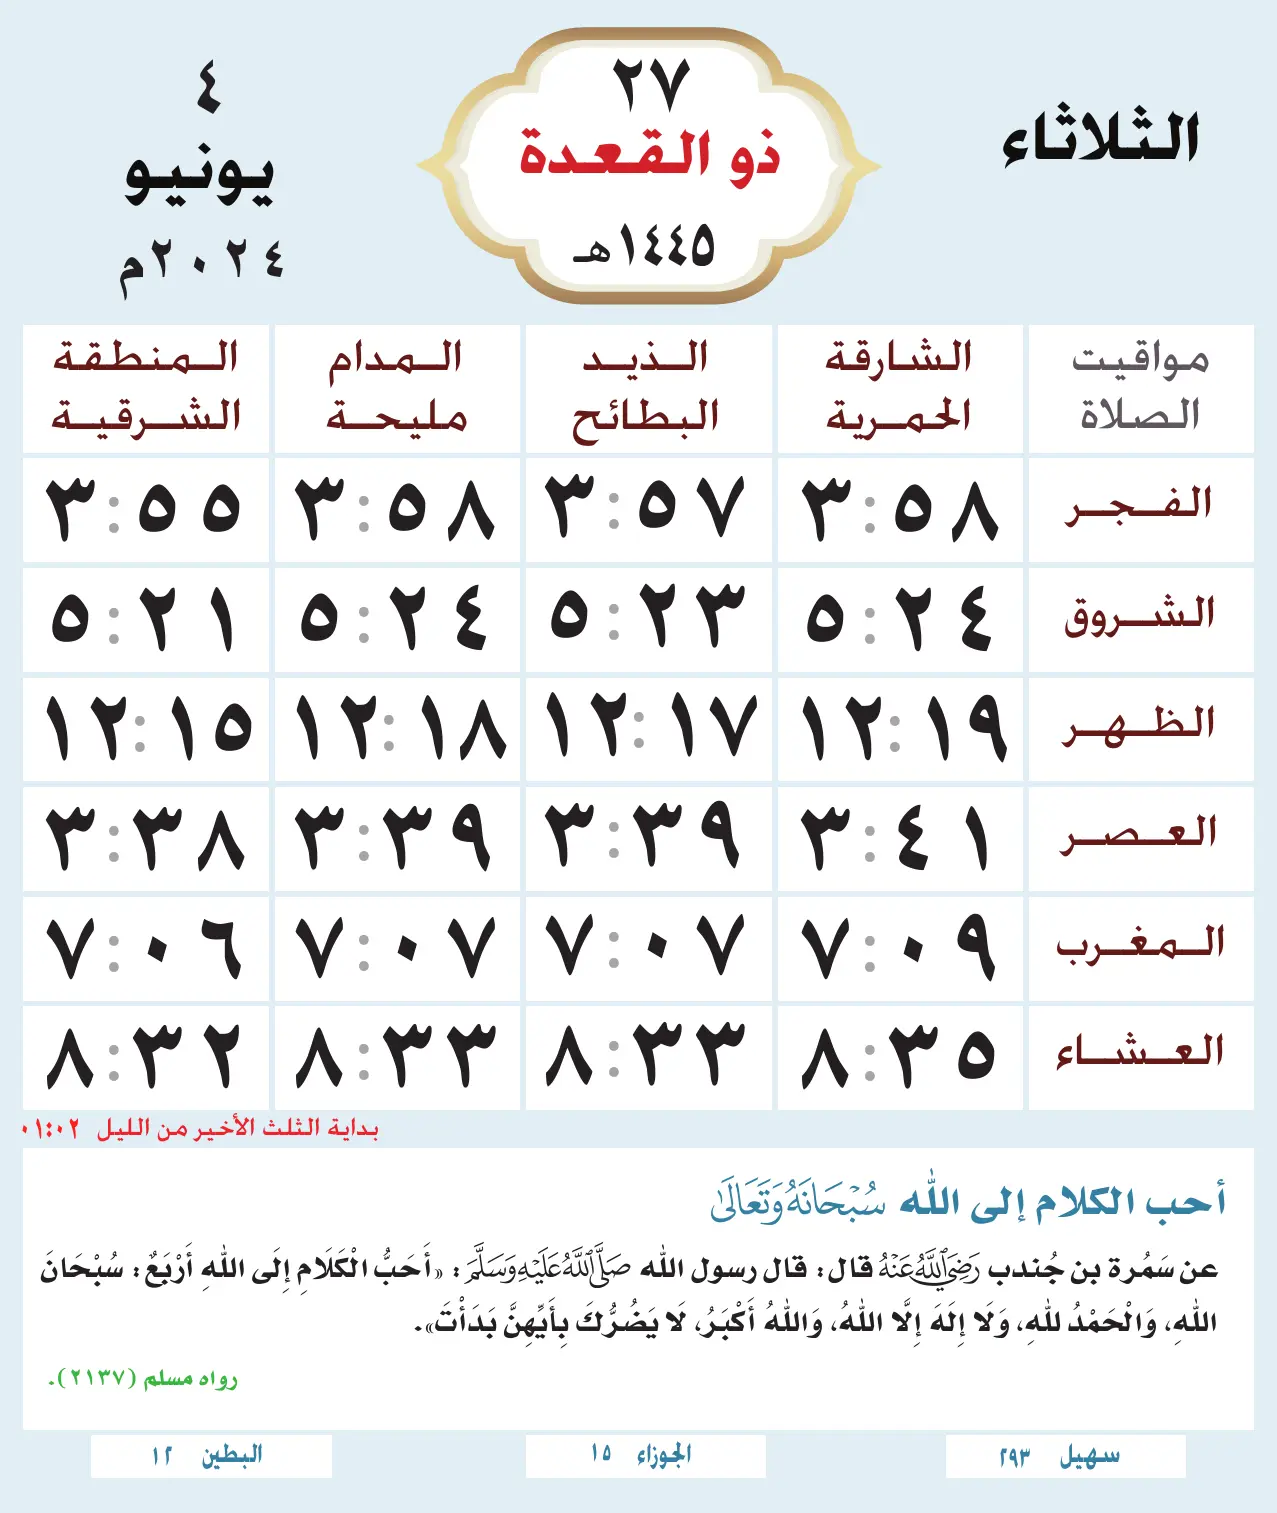 الثلاثاء
٢٧
ذو القعدة
١٤٤٥هـ
٤
يونيو
٢٠٢٤م
مواقيت الصلاة	الشارقة الحمرية	الذيد البطائح	المدام مليحة	المنطقة الشرقية
الفجر	٣:٥٨	٣:٥٧	٣:٥٨	٣:٥٥
الشروق	٥:٢٤	٥:٢٣	٥:٢٤	٥:٢١
الظهر	١٢:١٩	١٢:١٧	١٢:١٨	١٢:١٥
العصر	٣:٤١	٣:٣٩	٣:٣٩	٣:٣٨
المغرب	٧:٠٩	٧:٠٧	٧:٠٧	٧:٠٦
العشاء	٨:٣٥	٨:٣٣	٨:٣٣	٨:٣٢
بداية الثلث الأخير من الليل ٠١:٠٢
أحب الكلام إلى الله سُبْحَانَهُ وَتَعَالَى
عن سَمُرة بن جُندب رَضِيَ اللَّهُ عَنْهُ قال: قال رسول الله صَلَّى اللَّهُ عَلَيْهِ وَسَلَّمَ: «أَحَبُّ الْكَلَامِ إِلَى اللهِ أَرْبَعٌ: سُبْحَانَ
اللهِ، وَالْحَمْدُ للهِ، وَلَا إِلَهَ إِلَّا اللهُ، وَاللهُ أَكْبَرُ، لَا يَضُرُّكَ بِأَيِّهِنَّ بَدَأْتَ».
رواه مسلم (٢١٣٧).
سهيل ٢٩٣
الجوزاء ١٥
البطين ١٢